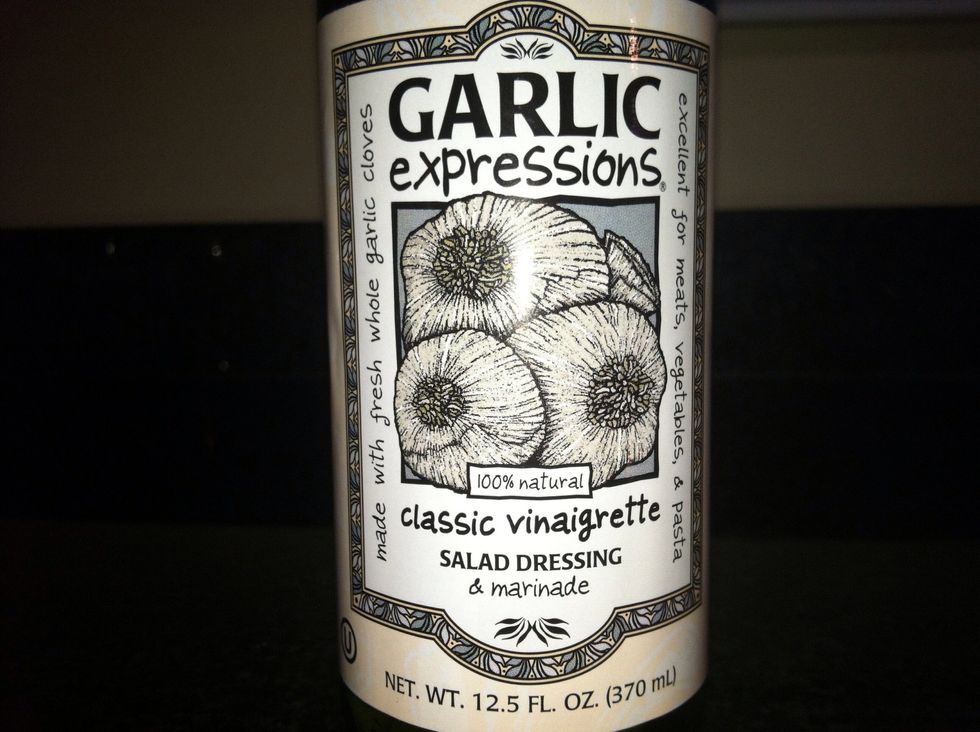 GARLIC
expressions®
made with fresh whole garlic cloves
excellent for meats, vegetables, & pasta
100% natural
classic vinaigrette
SALAD DRESSING
& marinade
U
NET. WT. 12.5 FL. OZ. (370 mL)